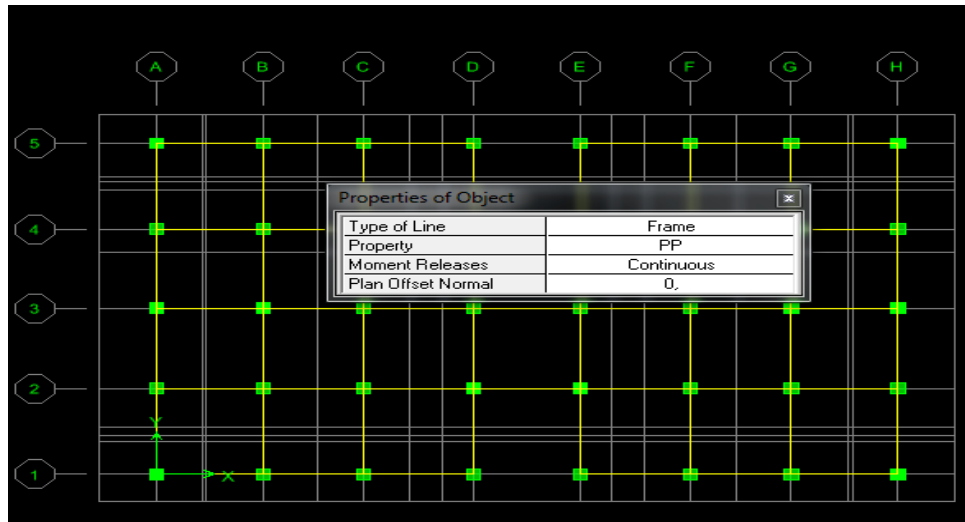 A B C D E F G H
5
Properties of Object x
Type of Line Frame
4
Property PP
Moment Releases Continuous
Plan Offset Normal 0,
3
2
Y
1
X